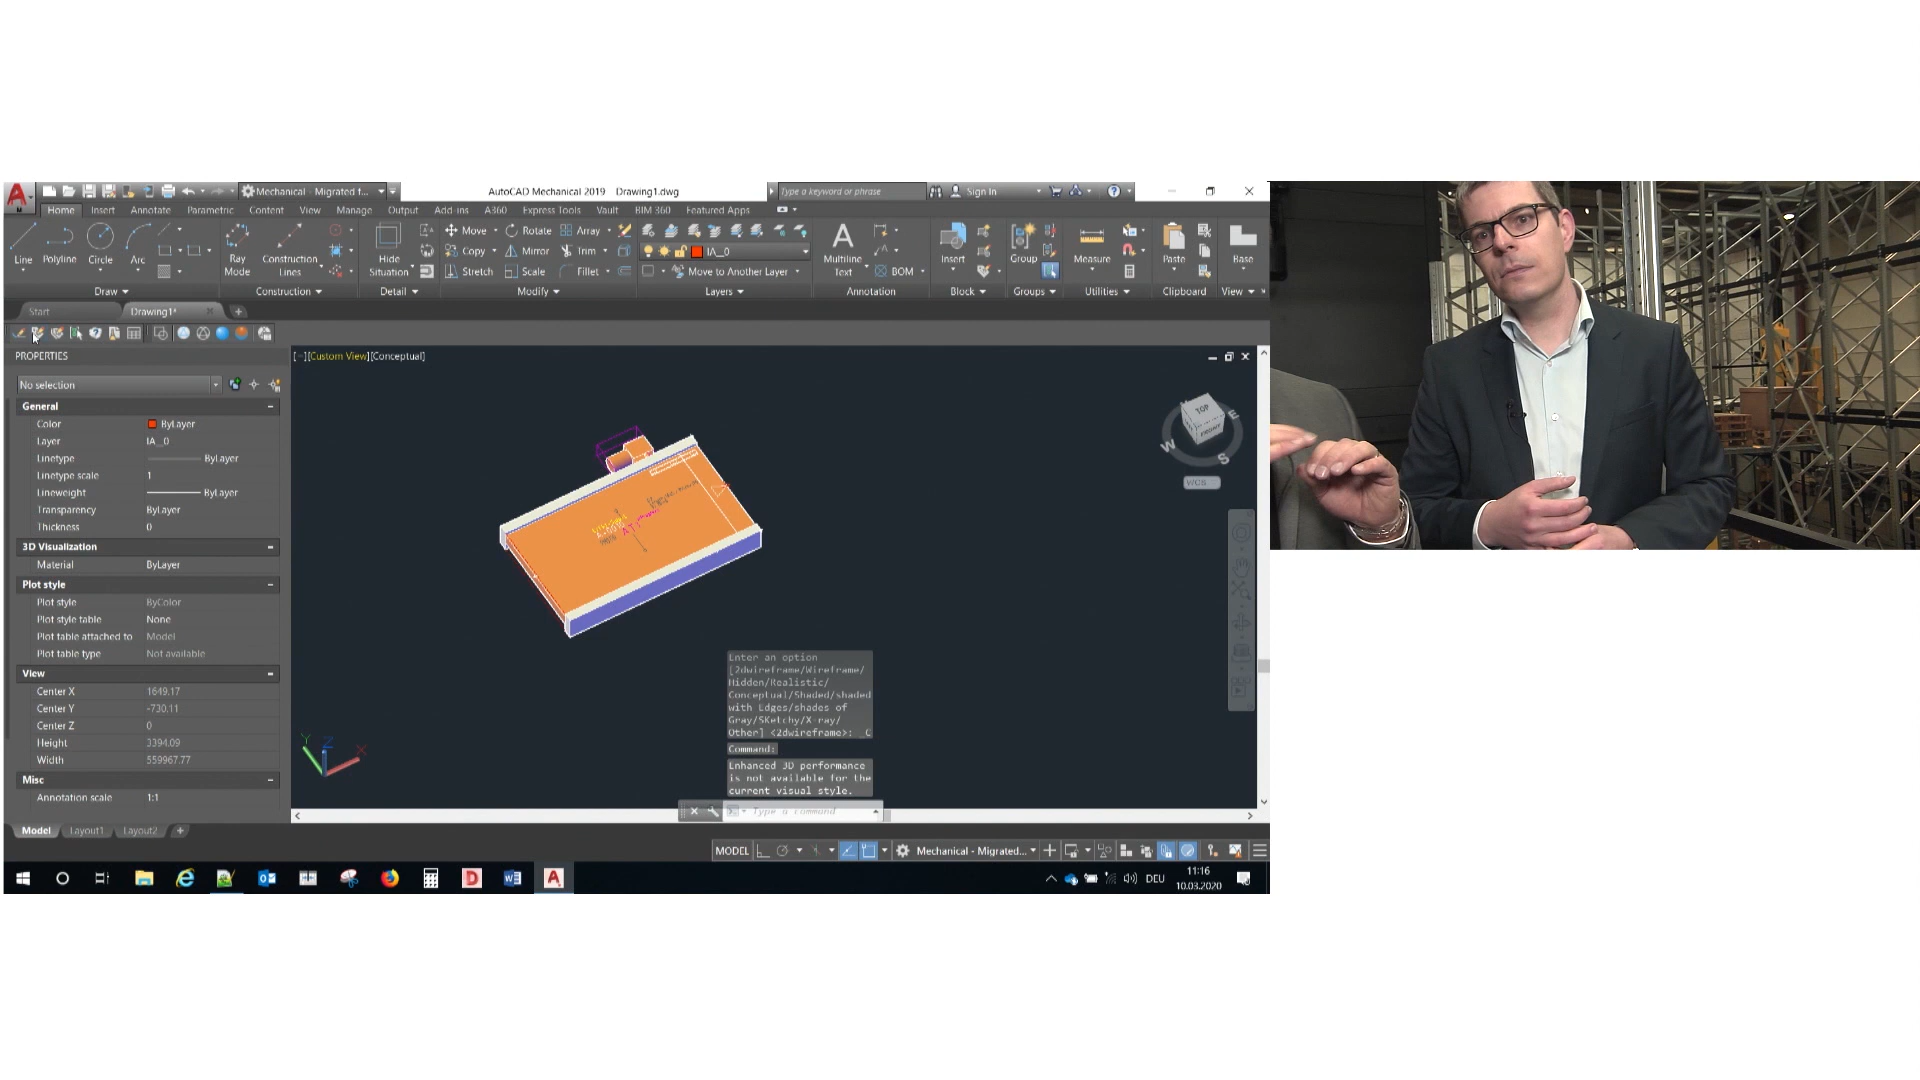 Mechanical - Migrated f...
AutoCAD Mechanical 2019 Drawing1.dwg
Type a keyword or phrase
Sign In
Home Insert Annotate Parametric Content View Manage Output Add-ins A360 Express Tools Vault BIM 360 Featured Apps
Move Rotate Array
IA__0
Line Polyline Circle Arc
Ray Mode
Construction Lines
Hide Situation
Copy Mirror Trim
Stretch Scale Fillet
Move to Another Layer
Multiline Text
BOM
Insert
Group
Measure
Paste
Base
Draw Construction Detail Modify Layers Annotation Block Groups Utilities Clipboard View
Start Drawing1*
PROPERTIES
No selection
General
Color ByLayer
Layer IA__0
Linetype ByLayer
Linetype scale 1
Lineweight ByLayer
Transparency ByLayer
Thickness 0
3D Visualization
Material ByLayer
Plot style
Plot style ByColor
Plot style table None
Plot table attached to Model
Plot table type Not available
View
Center X 1649.17
Center Y -730.11
Center Z 0
Height 3394.09
Width 559967.77
Misc
Annotation scale 1:1
[−][Custom View][Conceptual]
TOP
FRONT
E
W
S
WCS
Y Z X
Enter an option
[2dwireframe/Wireframe/
Hidden/Realistic/
Conceptual/Shaded/shaded
with Edges/shades of
Gray/SKetchy/X-ray/
Other] <2dwireframe>: _C
Command:
Enhanced 3D performance
is not available for the
current visual style.
Type a command
Model Layout1 Layout2
MODEL
Mechanical - Migrated...
DEU
11:16
10.03.2020